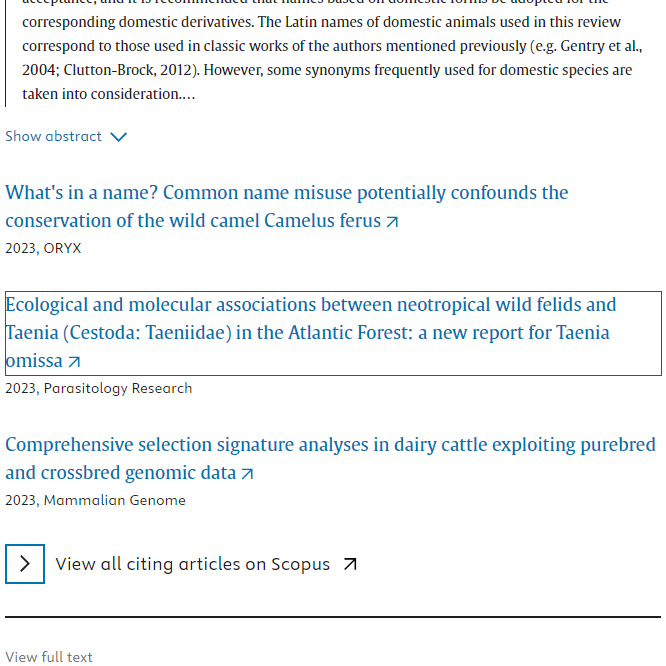 acceptance, and it is recommended that names based on domestic forms be adopted for the
corresponding domestic derivatives. The Latin names of domestic animals used in this review
correspond to those used in classic works of the authors mentioned previously (e.g. Gentry et al.,
2004; Clutton-Brock, 2012). However, some synonyms frequently used for domestic species are
taken into consideration.…
Show abstract
What's in a name? Common name misuse potentially confounds the
conservation of the wild camel Camelus ferus
2023, ORYX
Ecological and molecular associations between neotropical wild felids and
Taenia (Cestoda: Taeniidae) in the Atlantic Forest: a new report for Taenia
omissa
2023, Parasitology Research
Comprehensive selection signature analyses in dairy cattle exploiting purebred
and crossbred genomic data
2023, Mammalian Genome
View all citing articles on Scopus
View full text